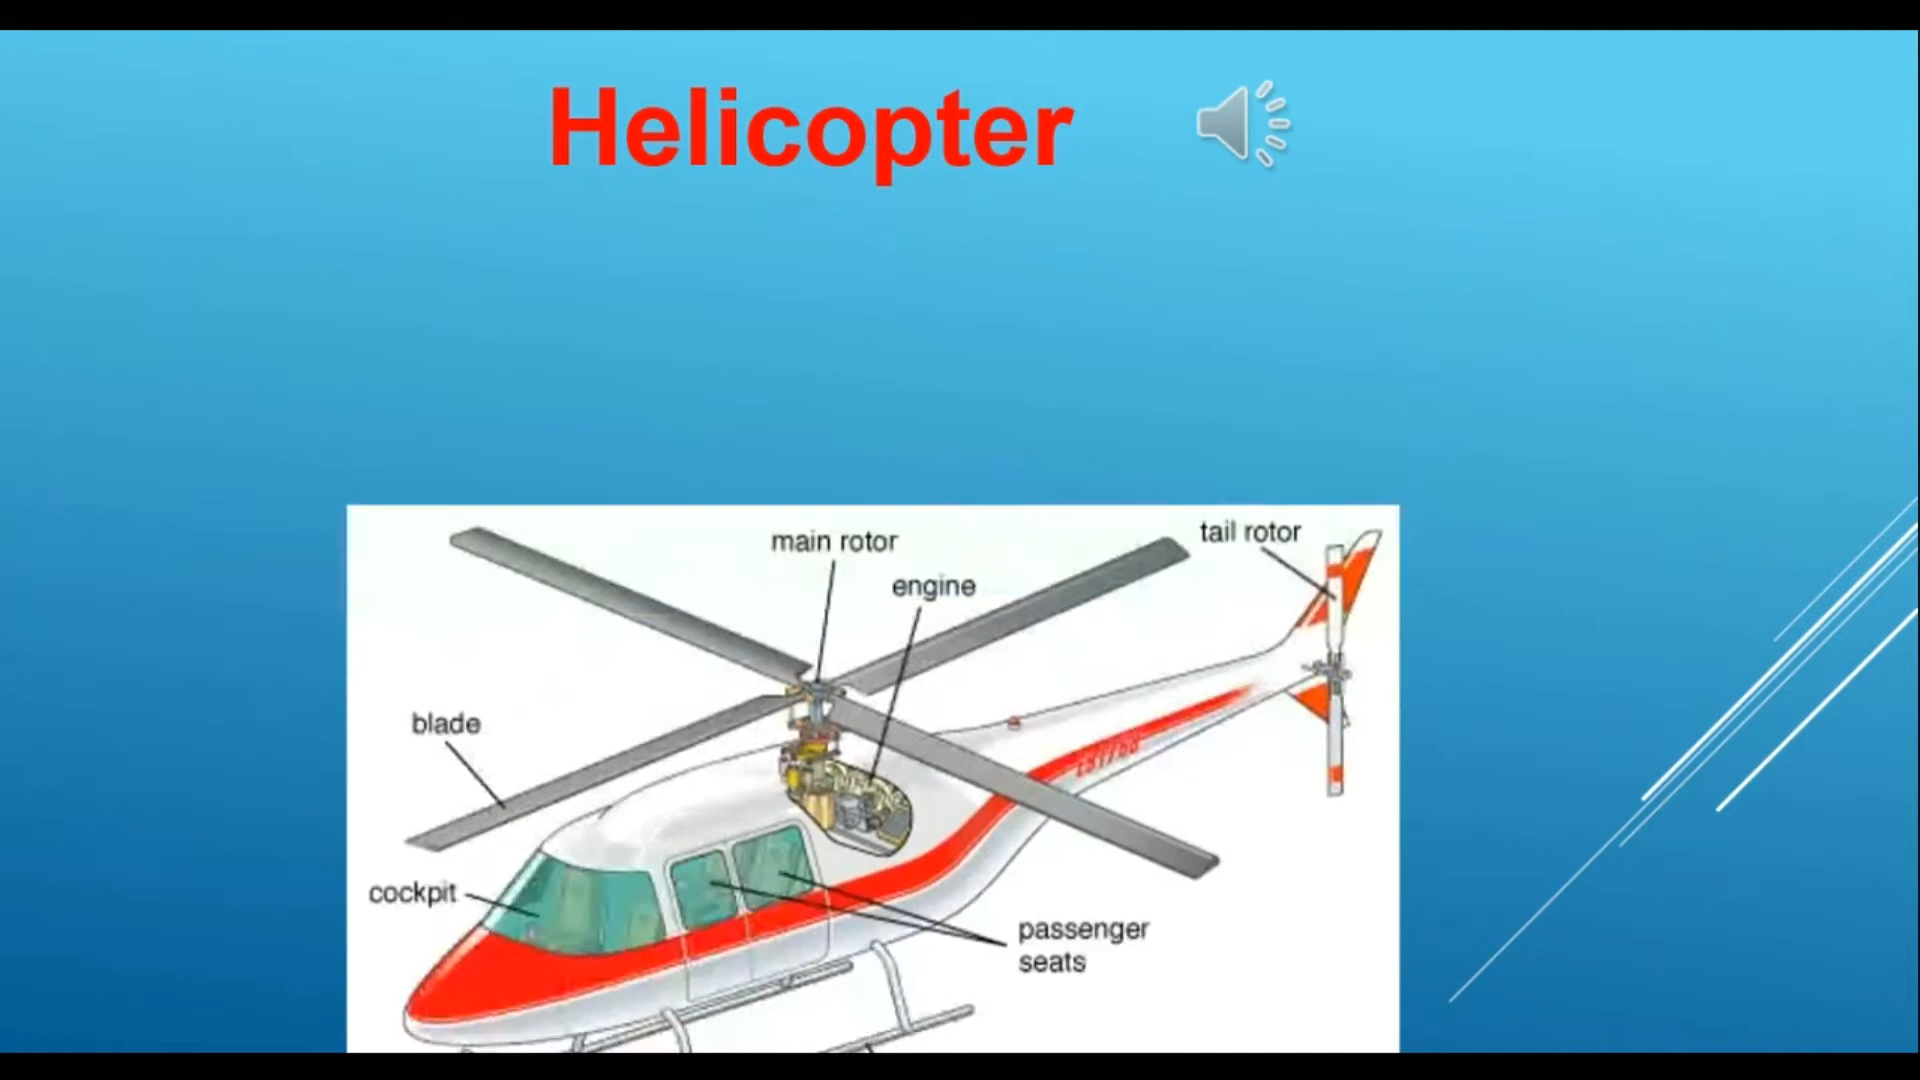 Helicopter
main rotor
tail rotor
engine
blade
cockpit
passenger
seats